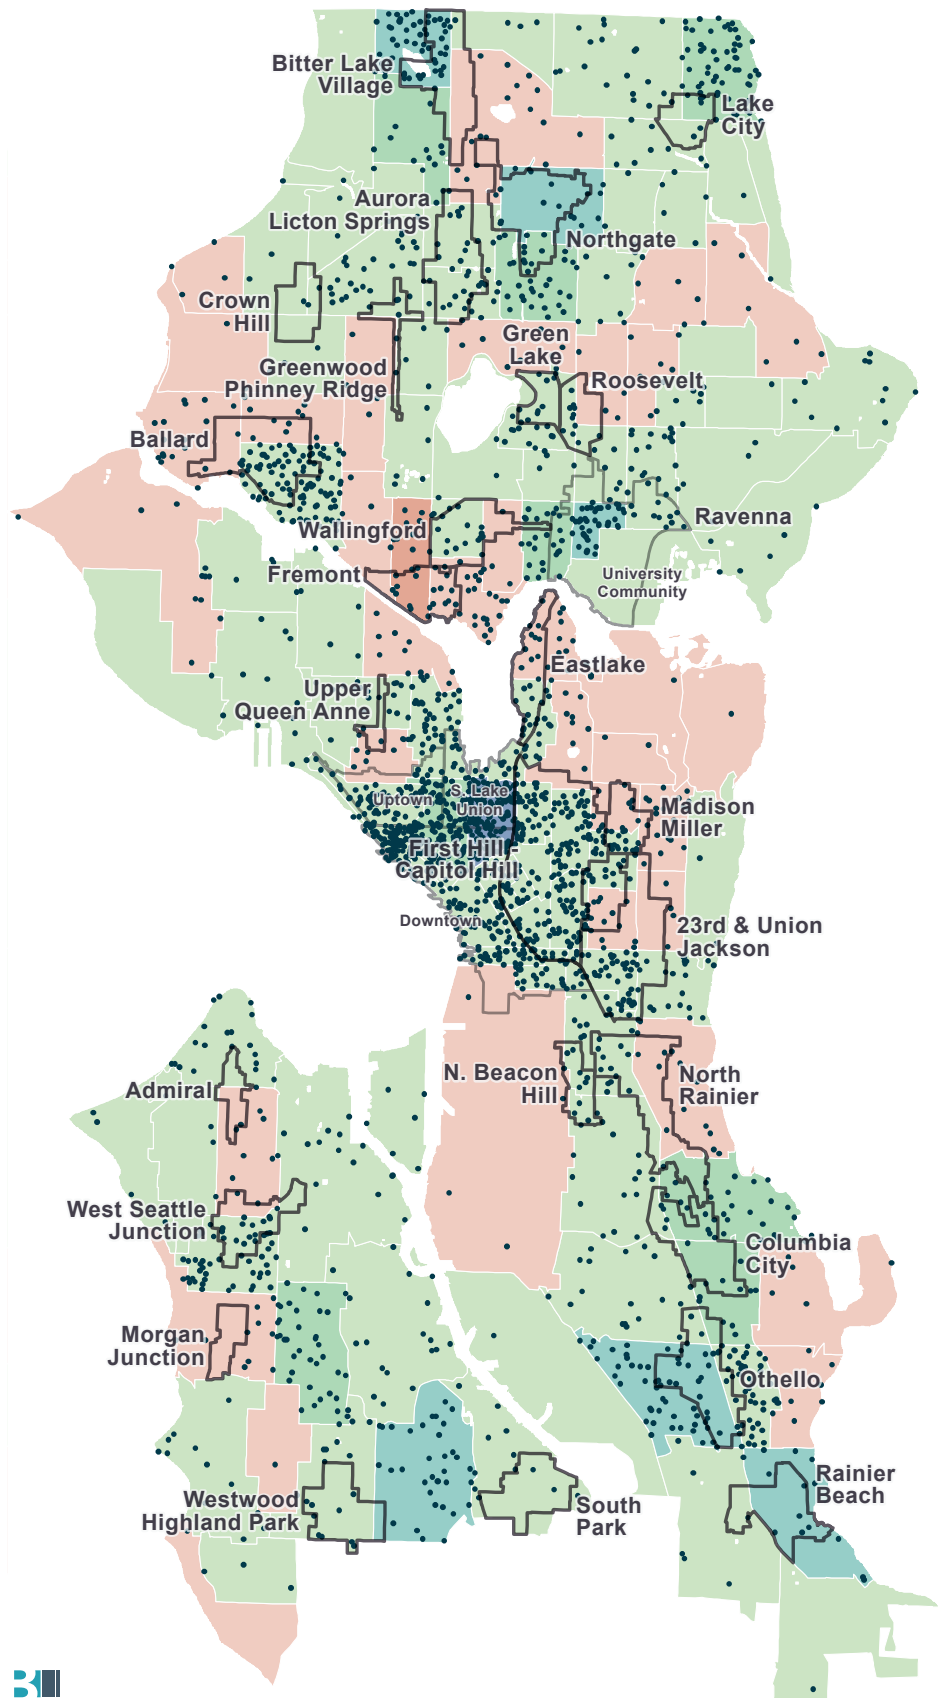 Bitter Lake
Village
Lake
City
Aurora
Licton Springs
Northgate
Crown
Hill
Green
Lake
Greenwood
Phinney Ridge
Roosevelt
Ballard
Wallingford
Ravenna
Fremont
University
Community
Eastlake
Upper
Queen Anne
Uptown
S. Lake
Union
Madison
Miller
First Hill -
Capitol Hill
Downtown
23rd & Union
Jackson
Admiral
N. Beacon
Hill
North
Rainier
West Seattle
Junction
Columbia
City
Morgan
Junction
Othello
Westwood
Highland Park
South
Park
Rainier
Beach